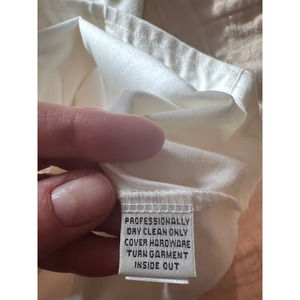 PROFESSIONALLY
DRY CLEAN ONLY
COVER HARDWARE
TURN GARMENT
INSIDE OUT